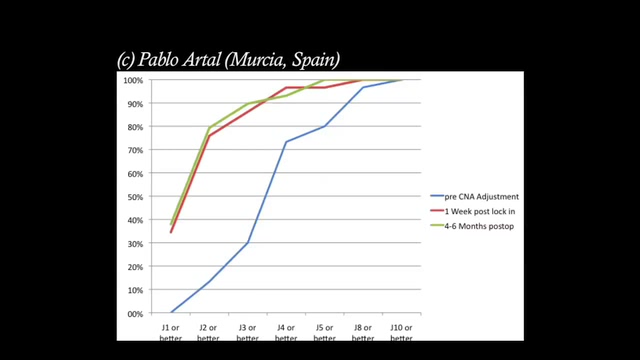 (c) Pablo Artal (Murcia, Spain)
100%
90%
80%
70%
60%
50%
40%
30%
20%
10%
00%
pre CNA Adjustment
1 Week post lock in
4-6 Months postop
J1 or J2 or J3 or J4 or J5 or J8 or J10 or
better better better better better better better